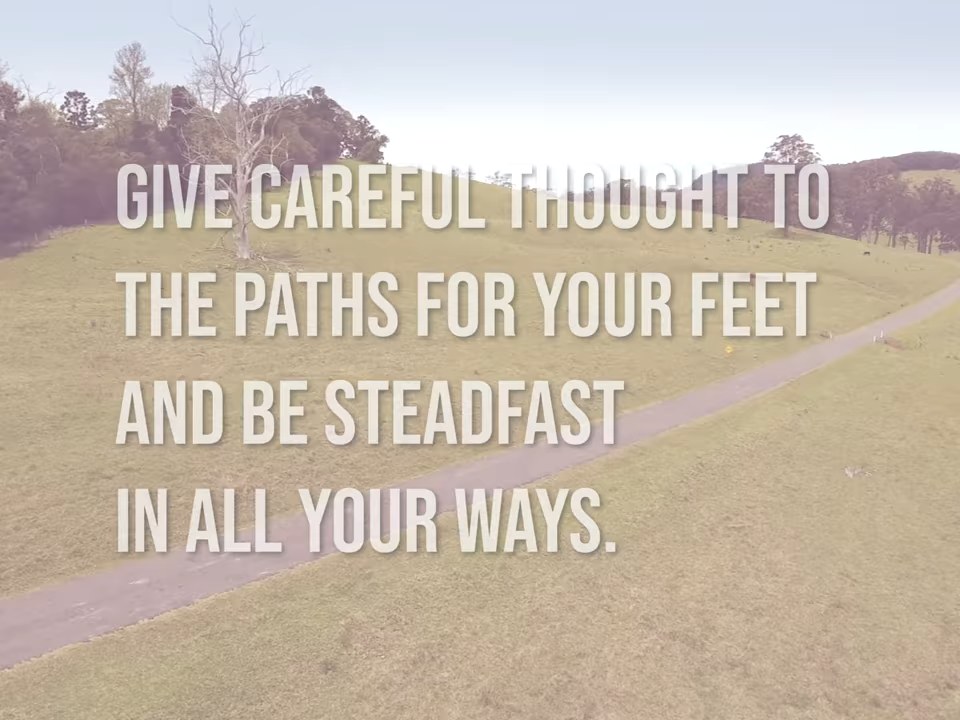 GIVE CAREFUL THOUGHT TO
THE PATHS FOR YOUR FEET
AND BE STEADFAST
IN ALL YOUR WAYS.